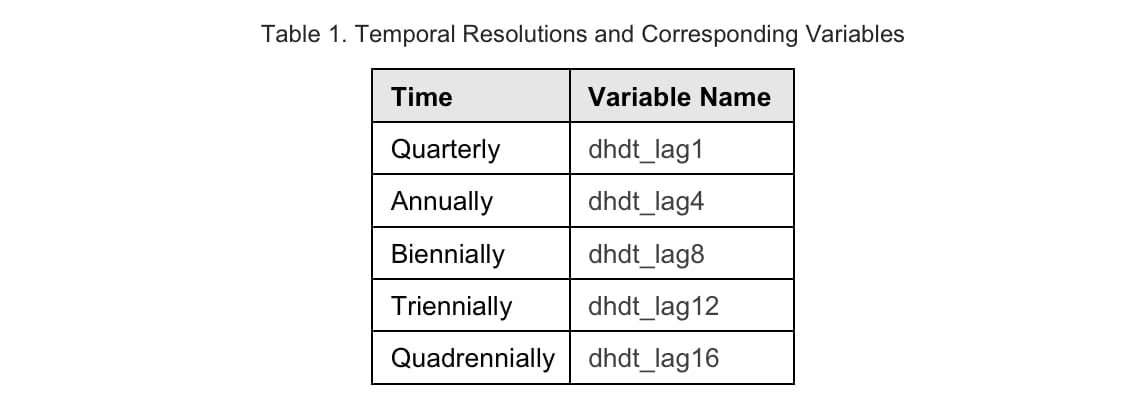 Table 1. Temporal Resolutions and Corresponding Variables
Time Variable Name
Quarterly dhdt_lag1
Annually dhdt_lag4
Biennially dhdt_lag8
Triennially dhdt_lag12
Quadrennially dhdt_lag16